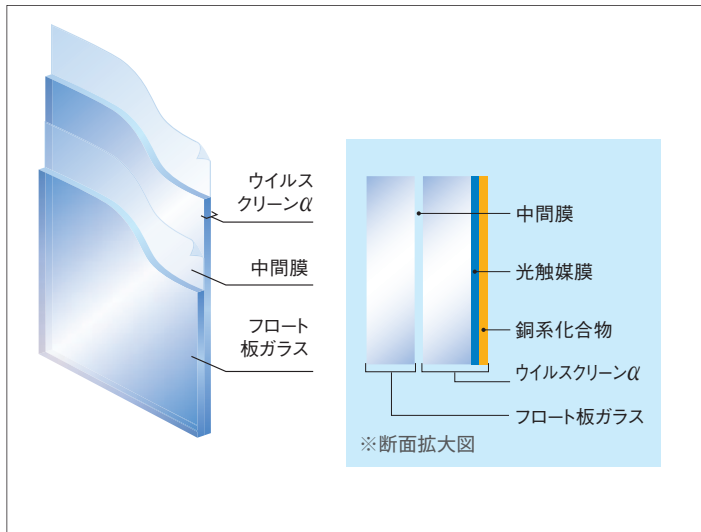 ウイルス
クリーンα
中間膜
フロート
板ガラス
中間膜
光触媒膜
銅系化合物
ウイルスクリーンα
フロート板ガラス
※断面拡大図